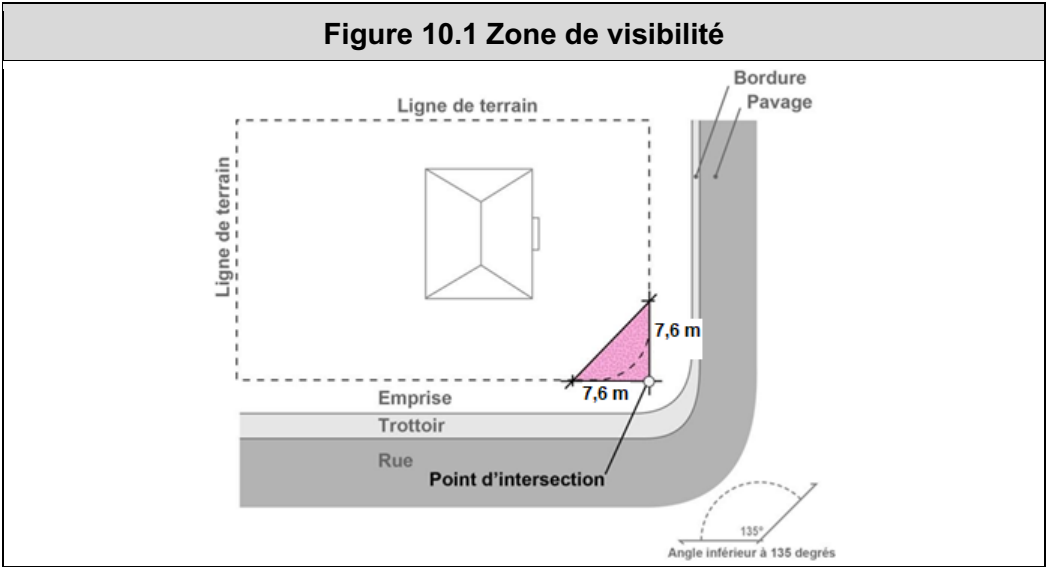 Figure 10.1 Zone de visibilité
Bordure
Pavage
Ligne de terrain
Ligne de terrain
7,6 m
7,6 m
Emprise
Trottoir
Rue
Point d'intersection
135°
Angle inférieur à 135 degrés